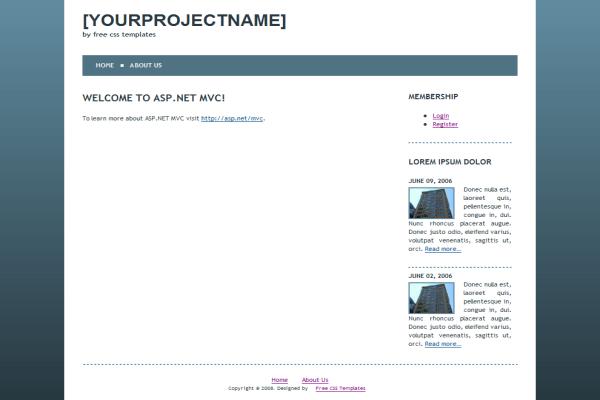 [YOURPROJECTNAME]
by free css templates
HOME ■ ABOUT US
WELCOME TO ASP.NET MVC!
To learn more about ASP.NET MVC visit http://asp.net/mvc.
MEMBERSHIP
Login
Register
LOREM IPSUM DOLOR
JUNE 09, 2006
Donec nulla est,
laoreet quis,
pellentesque in,
congue in, dui.
Nunc rhoncus placerat augue.
Donec justo odio, eleifend varius,
volutpat venenatis, sagittis ut,
orci. Read more...
JUNE 02, 2006
Donec nulla est,
laoreet quis,
pellentesque in,
congue in, dui.
Nunc rhoncus placerat augue.
Donec justo odio, eleifend varius,
volutpat venenatis, sagittis ut,
orci. Read more...
Home About Us
Copyright © 2008. Designed by Free CSS Templates